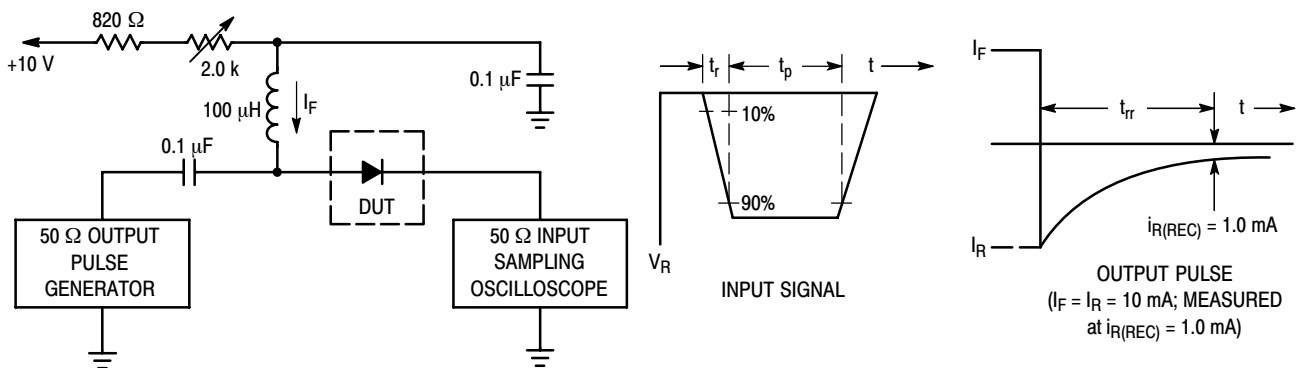 820 Ω
+10 V
2.0 k
0.1 μF
100 μH
I_F
0.1 μF
DUT
50 Ω OUTPUT
PULSE
GENERATOR
50 Ω INPUT
SAMPLING
OSCILLOSCOPE
t_r
t_p
t
10%
90%
V_R
INPUT SIGNAL
I_F
t_rr
t
I_R
i_R(REC) = 1.0 mA
OUTPUT PULSE
(I_F = I_R = 10 mA; MEASURED
at i_R(REC) = 1.0 mA)